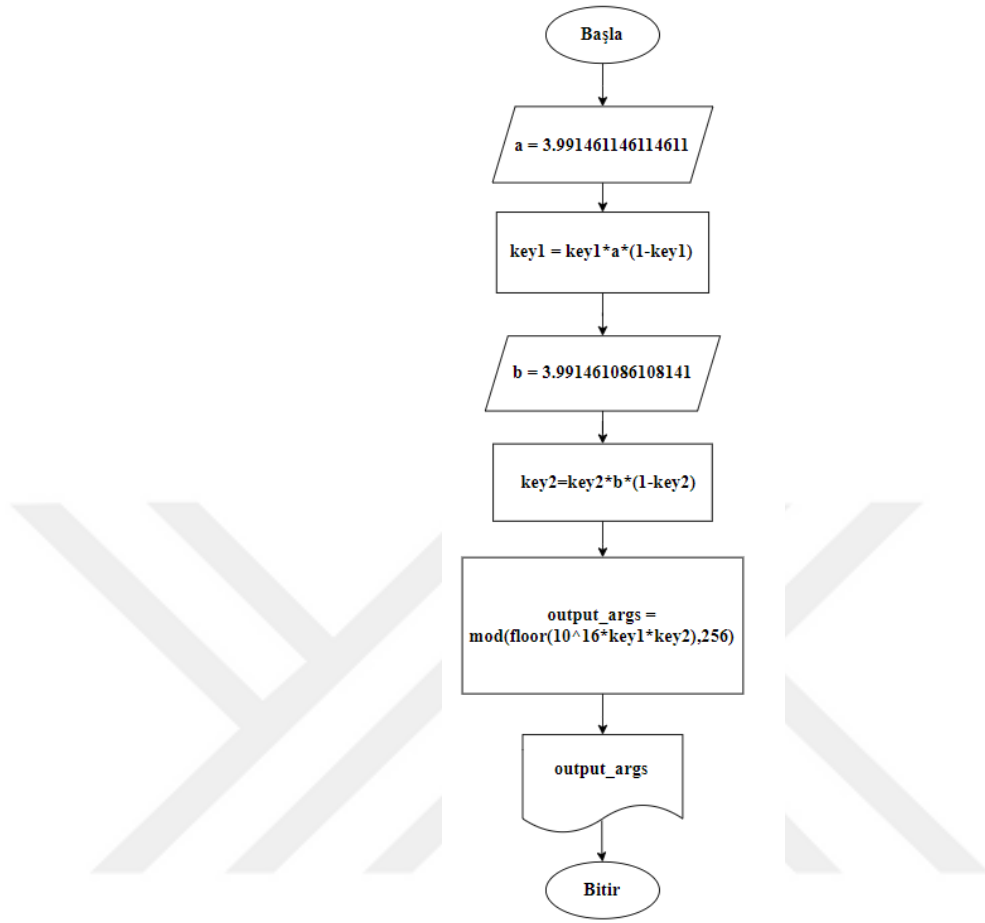 Başla
a = 3.991461146114611
key1 = key1*a*(1-key1)
b = 3.991461086108141
key2=key2*b*(1-key2)
output_args =
mod(floor(10^16*key1*key2),256)
output_args
Bitir